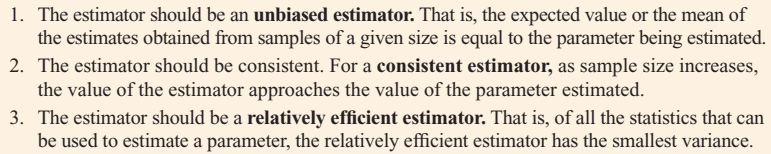 1. The estimator should be an unbiased estimator. That is, the expected value or the mean of
the estimates obtained from samples of a given size is equal to the parameter being estimated.
2. The estimator should be consistent. For a consistent estimator, as sample size increases,
the value of the estimator approaches the value of the parameter estimated.
3. The estimator should be a relatively efficient estimator. That is, of all the statistics that can
be used to estimate a parameter, the relatively efficient estimator has the smallest variance.